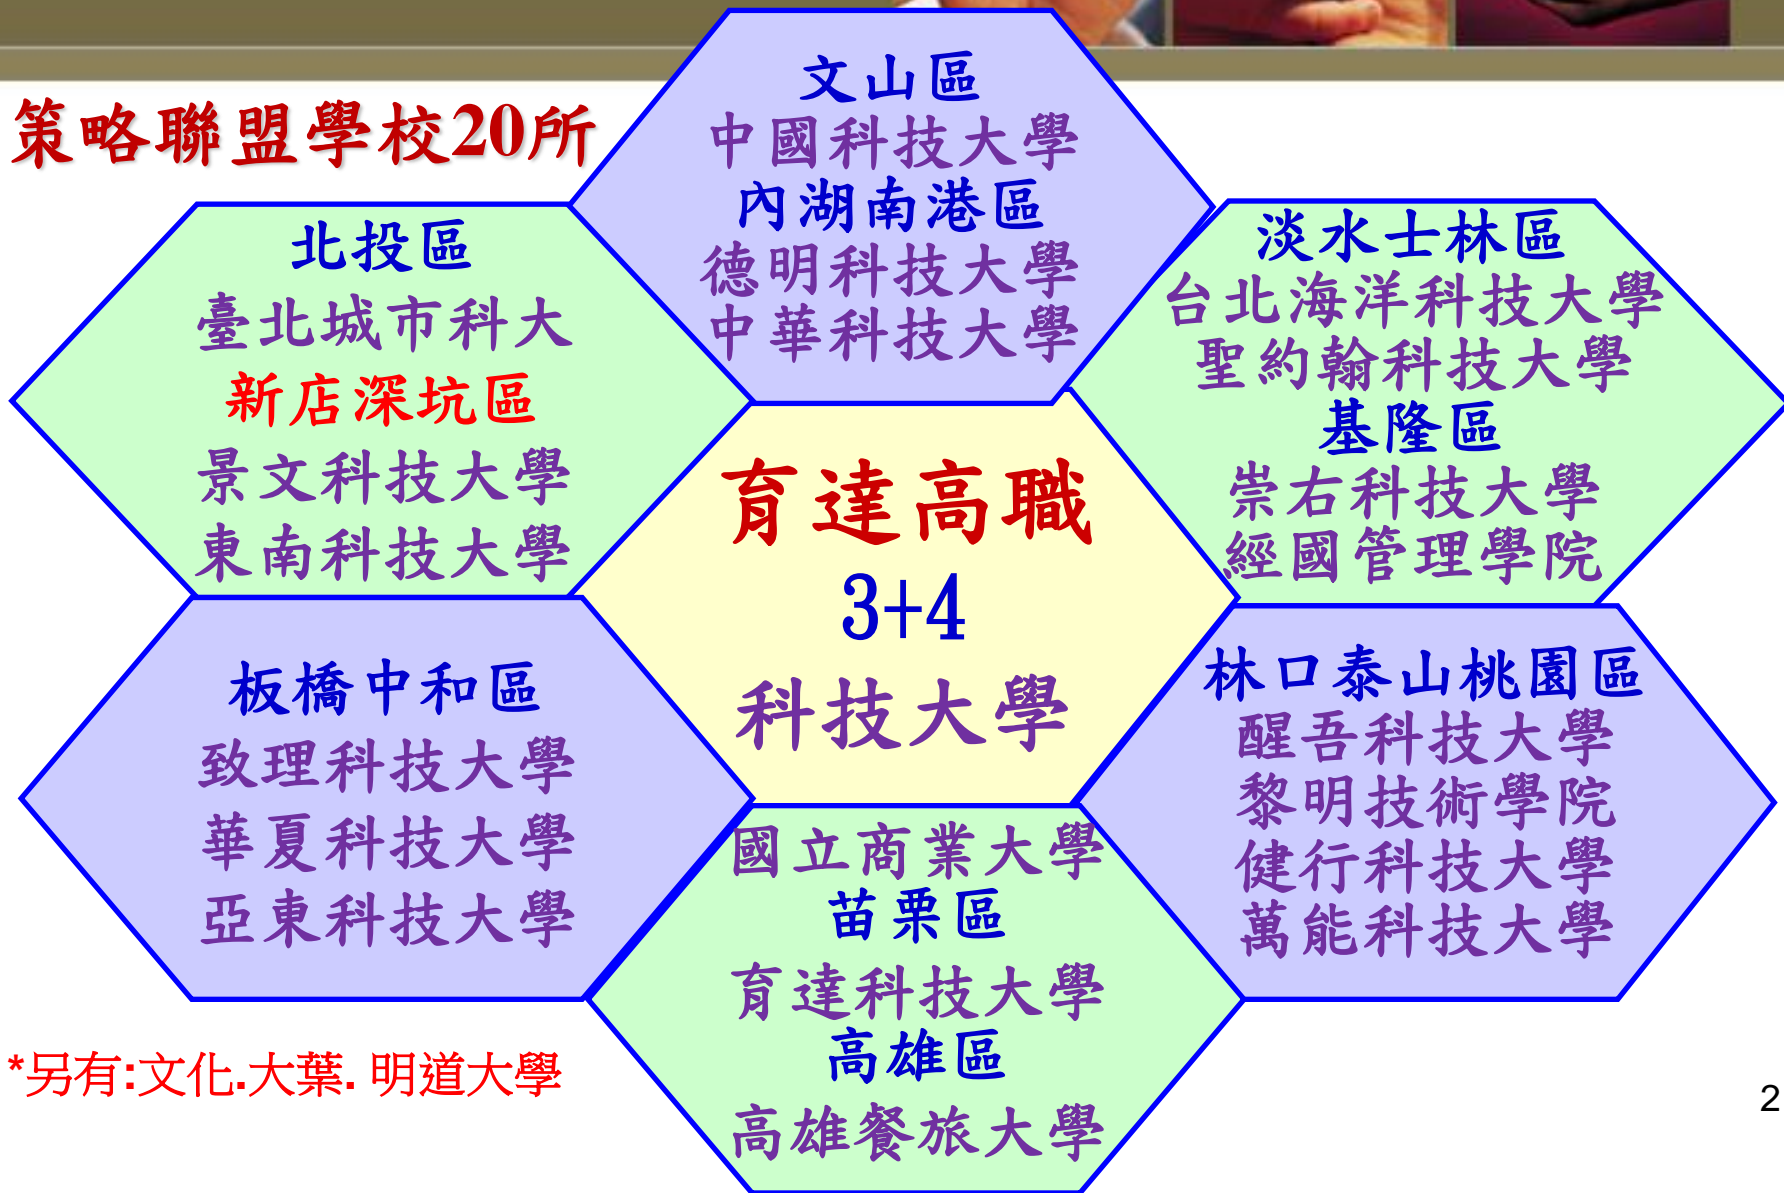 策略聯盟學校20所
文山區
中國科技大學
內湖南港區
德明科技大學
中華科技大學
北投區
臺北城市科大
新店深坑區
景文科技大學
東南科技大學
淡水士林區
台北海洋科技大學
聖約翰科技大學
基隆區
崇右科技大學
經國管理學院
育達高職
3+4
科技大學
板橋中和區
致理科技大學
華夏科技大學
亞東科技大學
林口泰山桃園區
醒吾科技大學
黎明技術學院
健行科技大學
萬能科技大學
國立商業大學
苗栗區
育達科技大學
高雄區
高雄餐旅大學
*另有:文化.大葉. 明道大學
2